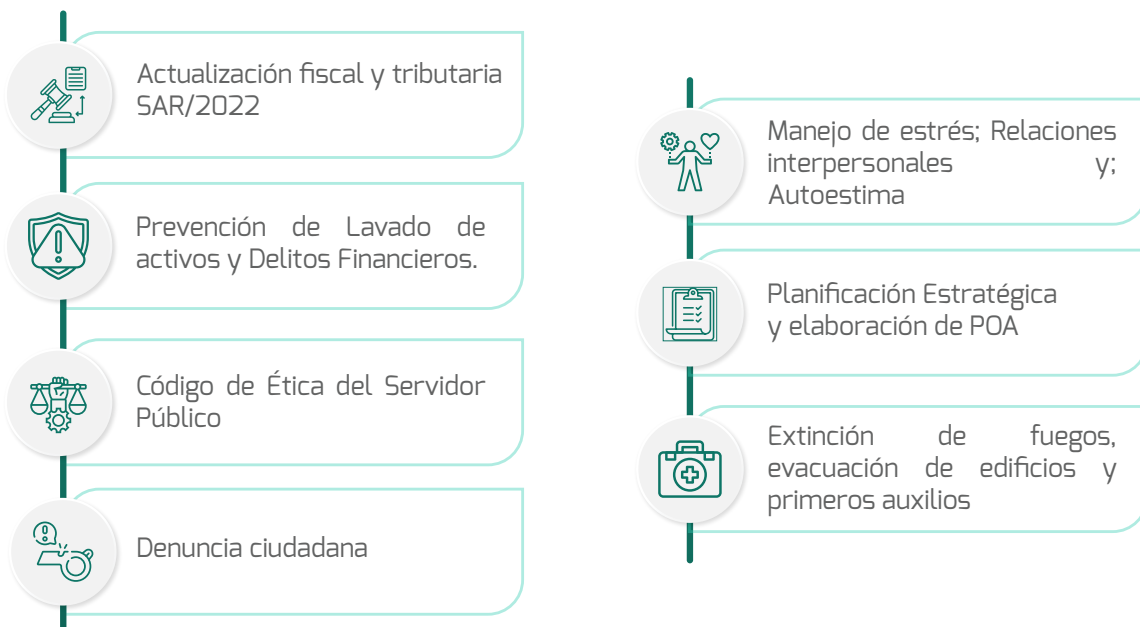 Actualización fiscal y tributaria
SAR/2022
Prevención de Lavado de
activos y Delitos Financieros.
Código de Ética del Servidor
Público
Denuncia ciudadana
Manejo de estrés; Relaciones
interpersonales y;
Autoestima
Planificación Estratégica
y elaboración de POA
Extinción de fuegos,
evacuación de edificios y
primeros auxilios